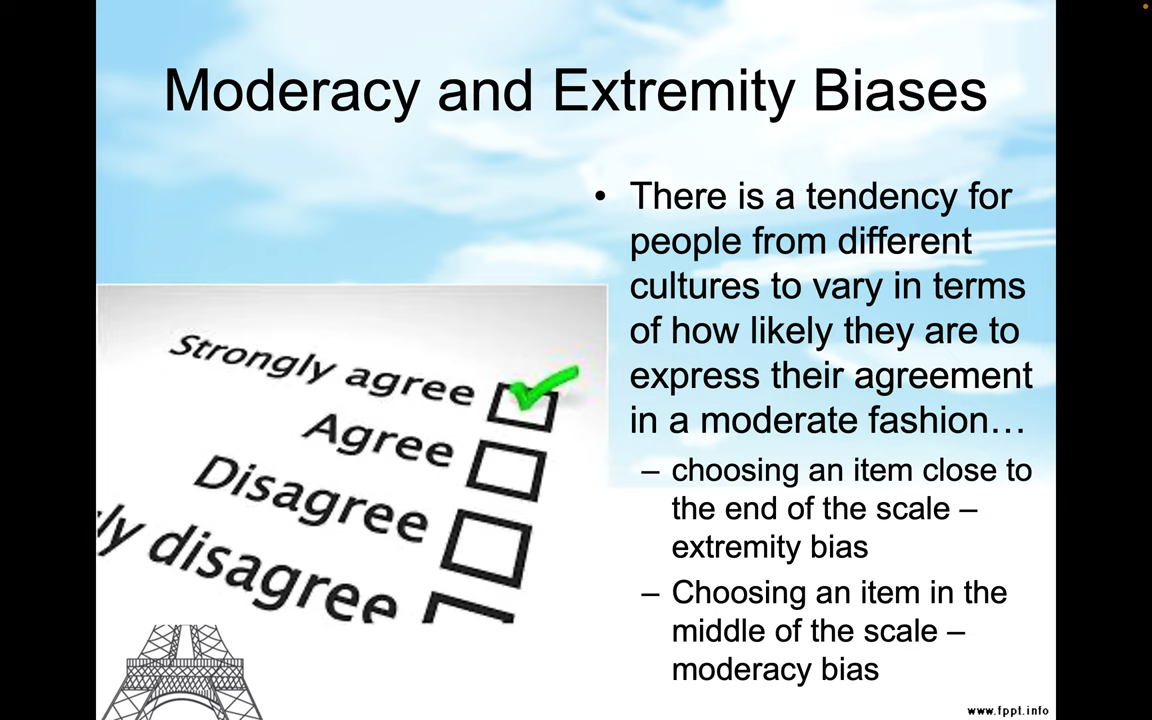 Moderacy and Extremity Biases
• There is a tendency for
people from different
cultures to vary in terms
of how likely they are to
express their agreement
in a moderate fashion…
– choosing an item close to
the end of the scale –
extremity bias
– Choosing an item in the
middle of the scale –
moderacy bias
Strongly agree
Agree
Disagree
ly disagree
www.fppt.info